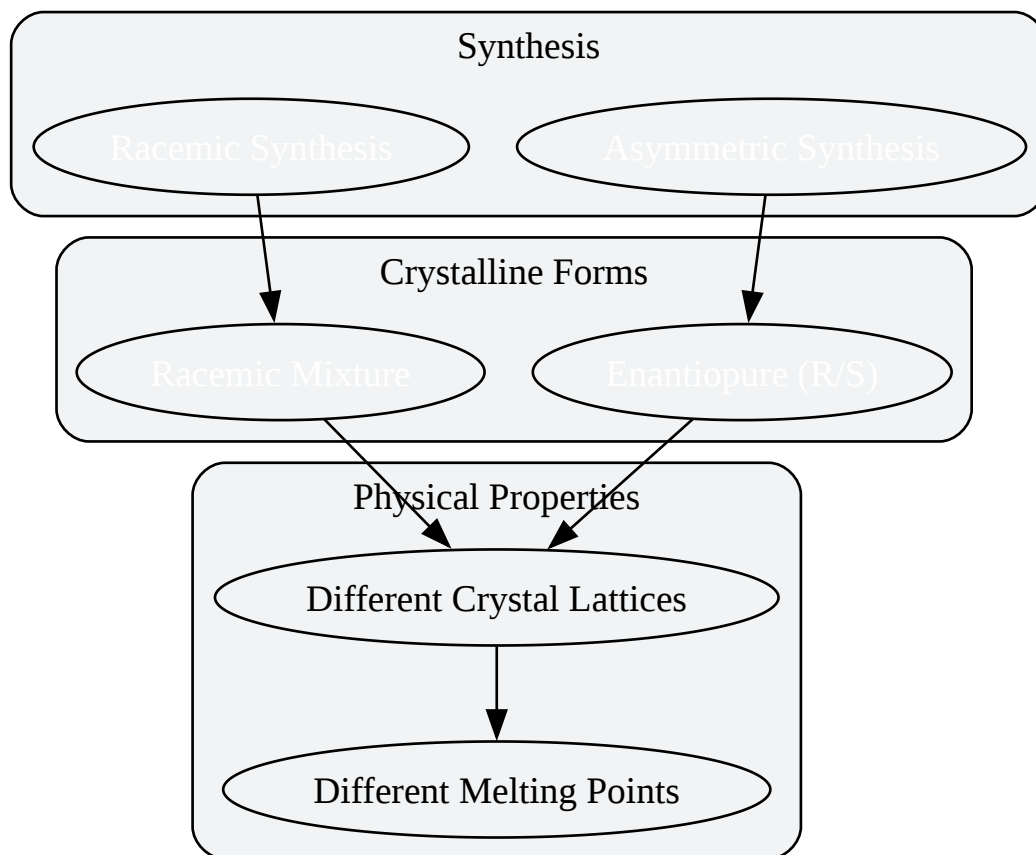 Synthesis
Racemic Synthesis
Asymmetric Synthesis
Crystalline Forms
Racemic Mixture
Enantiopure (R/S)
Physical Properties
Different Crystal Lattices
Different Melting Points